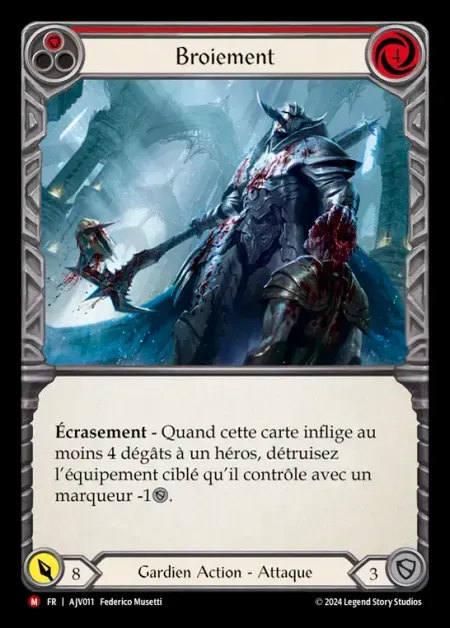 4
Broiement
Écrasement - Quand cette carte inflige au
moins 4 dégâts à un héros, détruisez
l'équipement ciblé qu'il contrôle avec un
marqueur -1.
8
Gardien Action - Attaque
3
M FR | AJV011 Federico Musetti
© 2024 Legend Story Studios